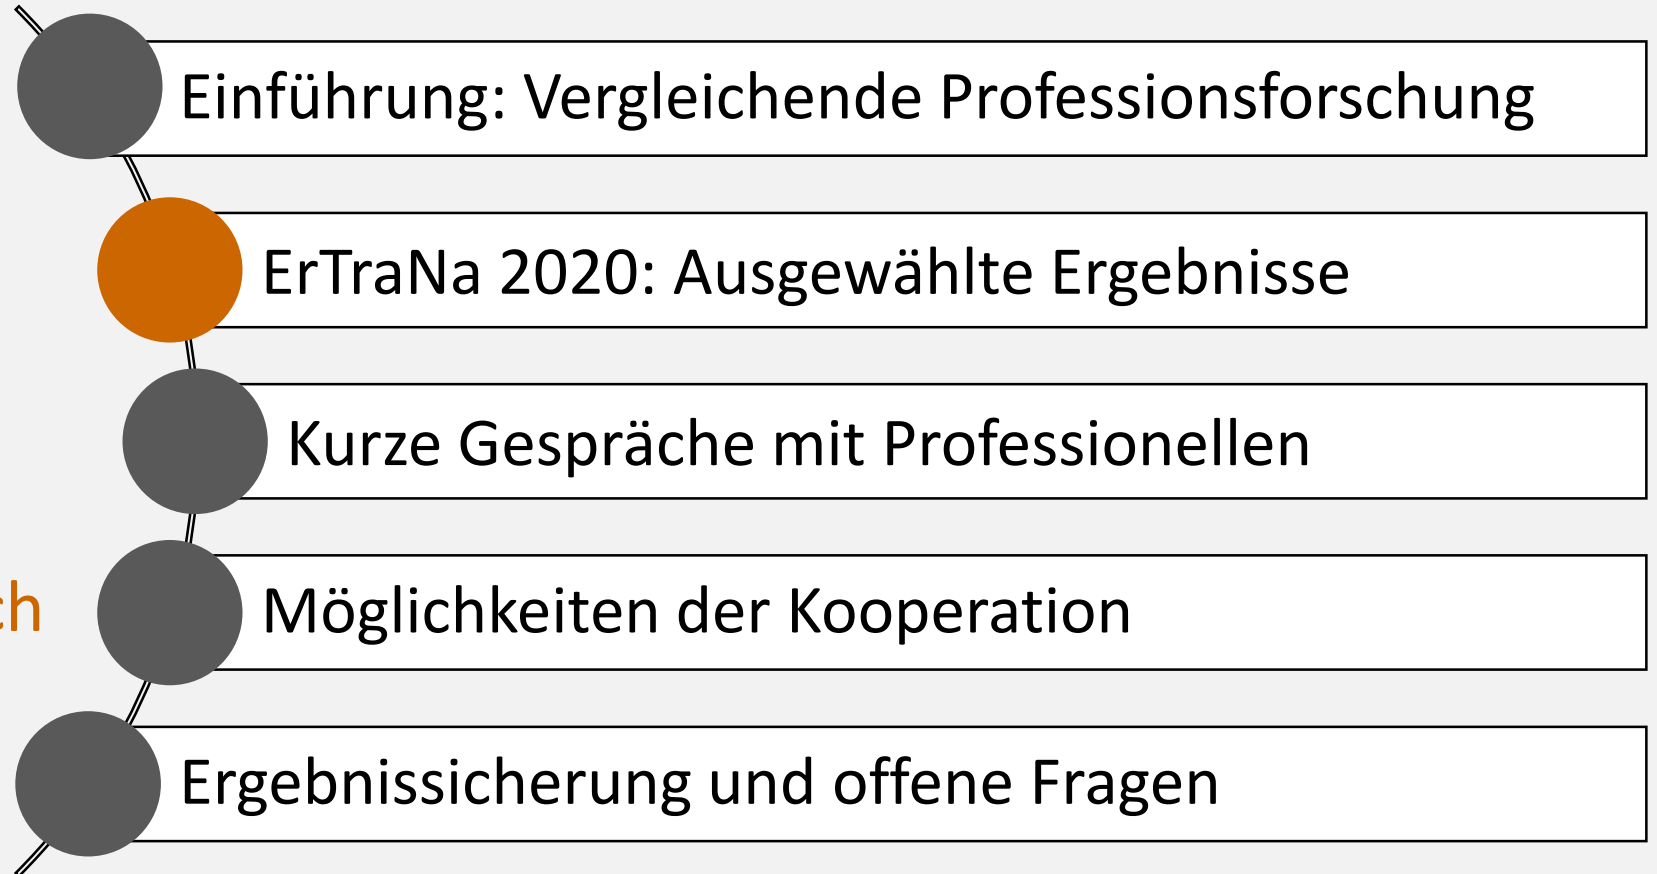 Einführung: Vergleichende Professionsforschung
ErTraNa 2020: Ausgewählte Ergebnisse
Kurze Gespräche mit Professionellen
Möglichkeiten der Kooperation
Ergebnissicherung und offene Fragen